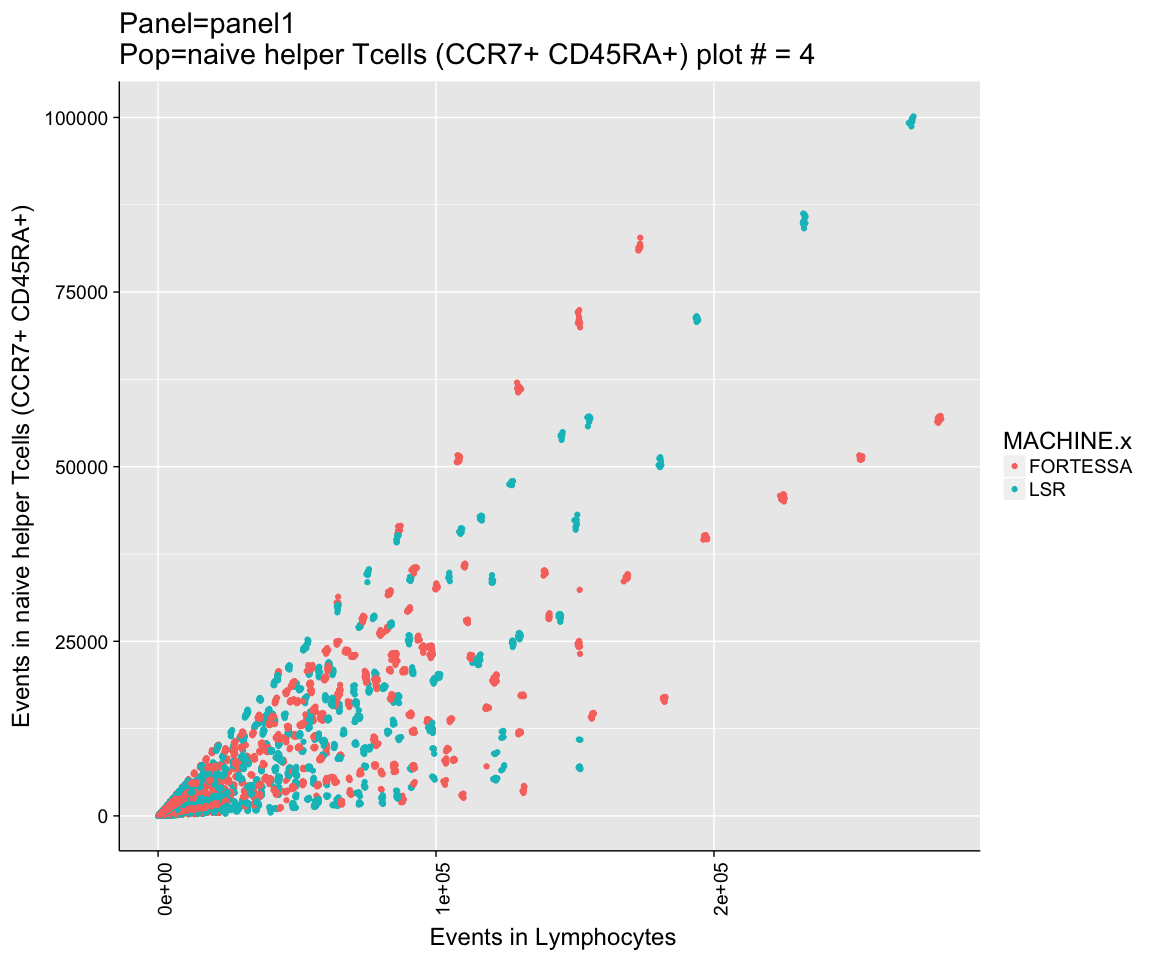 Panel=panel1
Pop=naive helper Tcells (CCR7+ CD45RA+) plot # = 4
Events in naive helper Tcells (CCR7+ CD45RA+)
100000
75000
50000
25000
0
0e+00
1e+05
2e+05
Events in Lymphocytes
MACHINE.x
FORTESSA
LSR